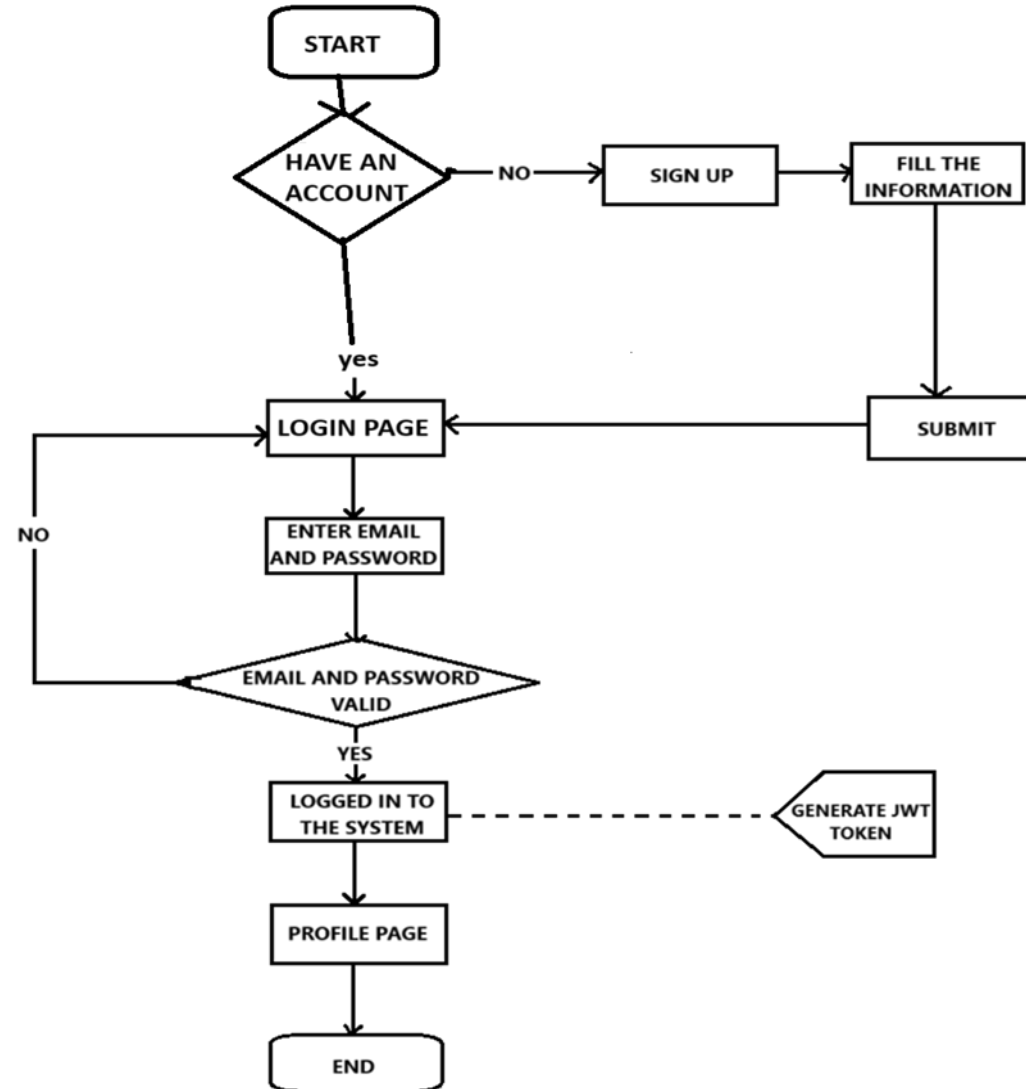 START
HAVE AN
ACCOUNT
NO
SIGN UP
FILL THE
INFORMATION
yes
LOGIN PAGE
SUBMIT
NO
ENTER EMAIL
AND PASSWORD
EMAIL AND PASSWORD
VALID
YES
LOGGED IN TO
THE SYSTEM
GENERATE JWT
TOKEN
PROFILE PAGE
END